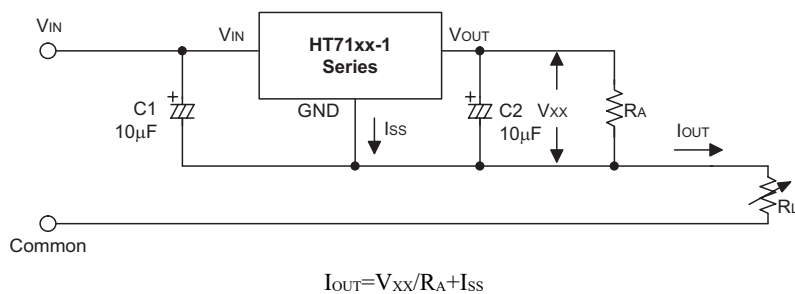 VIN
VIN
HT71xx-1
Series
VOUT
GND
C1
10μF
ISS
C2
10μF
VXX
RA
IOUT
RL
Common
IOUT=VXX/RA+ISS